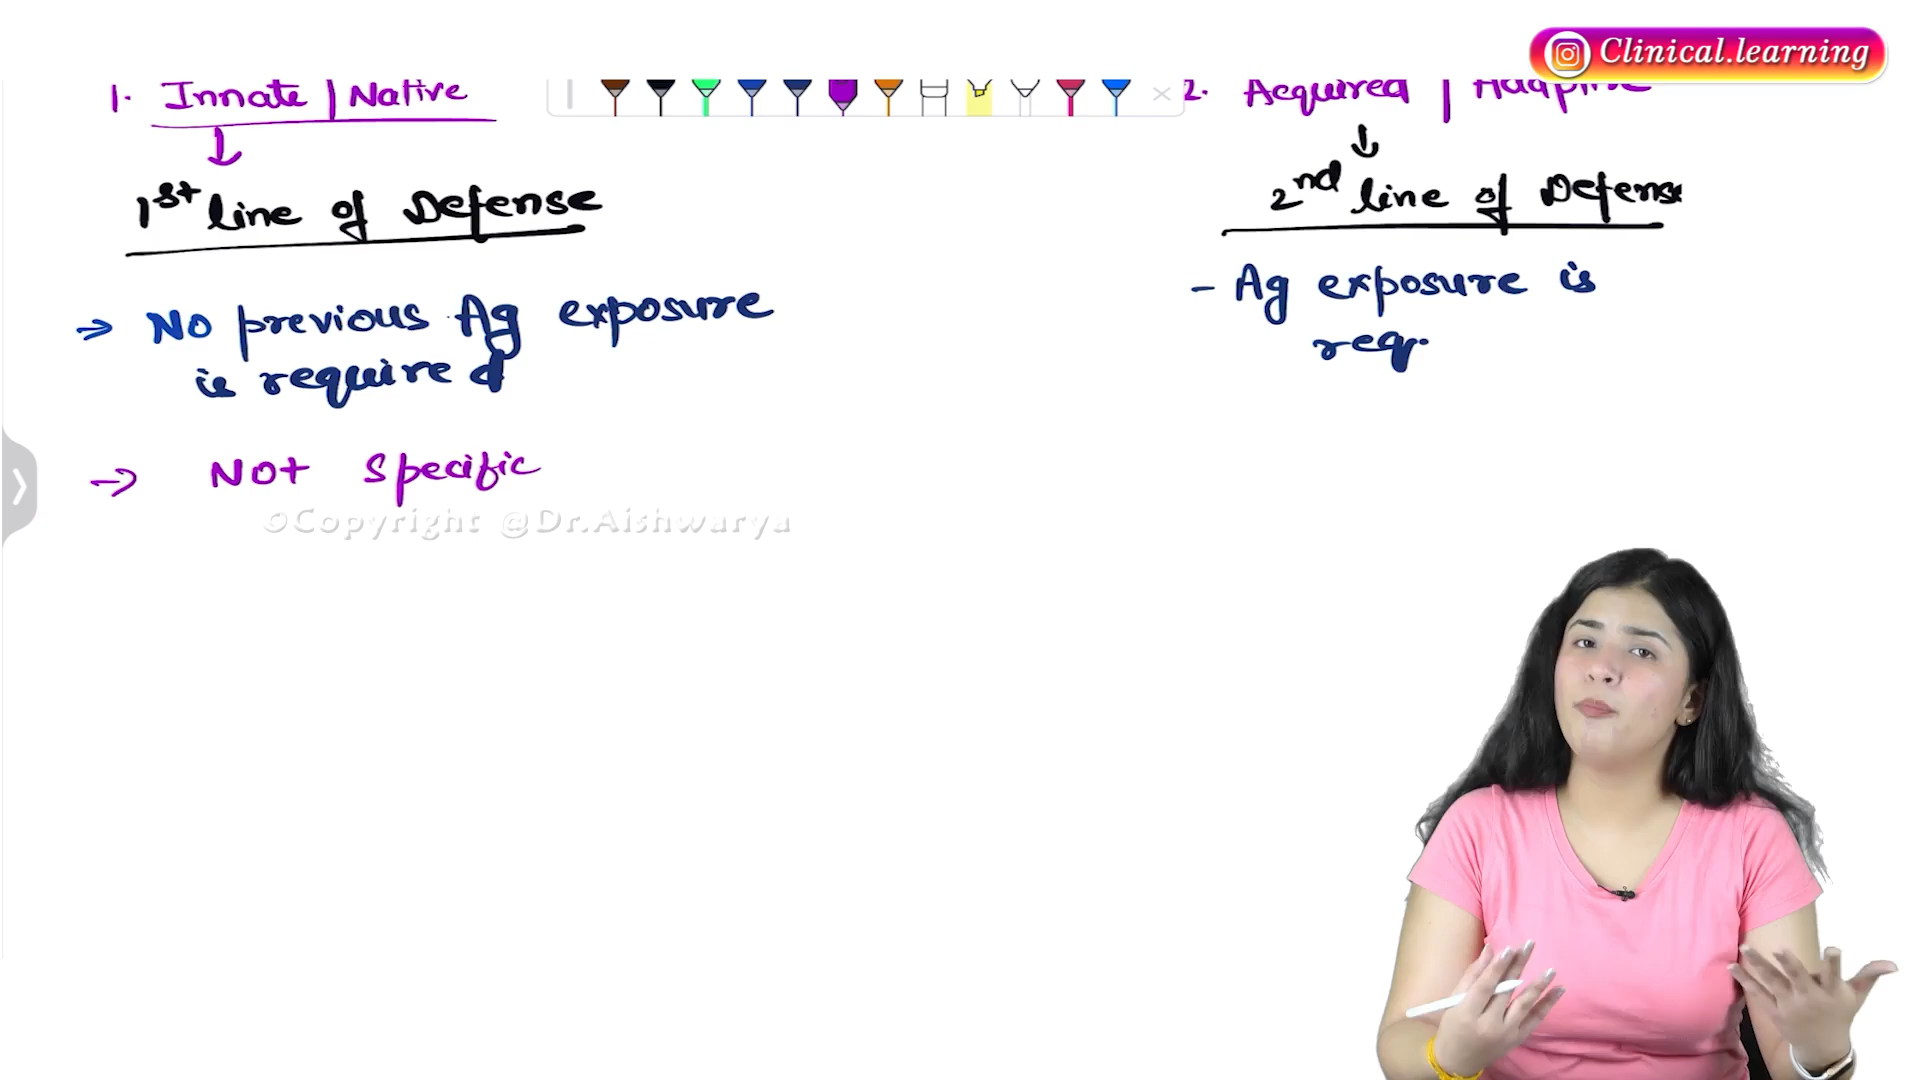 Clinical.learning
1. Innate | Native
1st line of Defense
→ No previous Ag exposure
is required
→ Not specific
©Copyright @Dr.Aishwarya
2. Acquired | Adaptive
2nd line of Defense
- Ag exposure is
req.